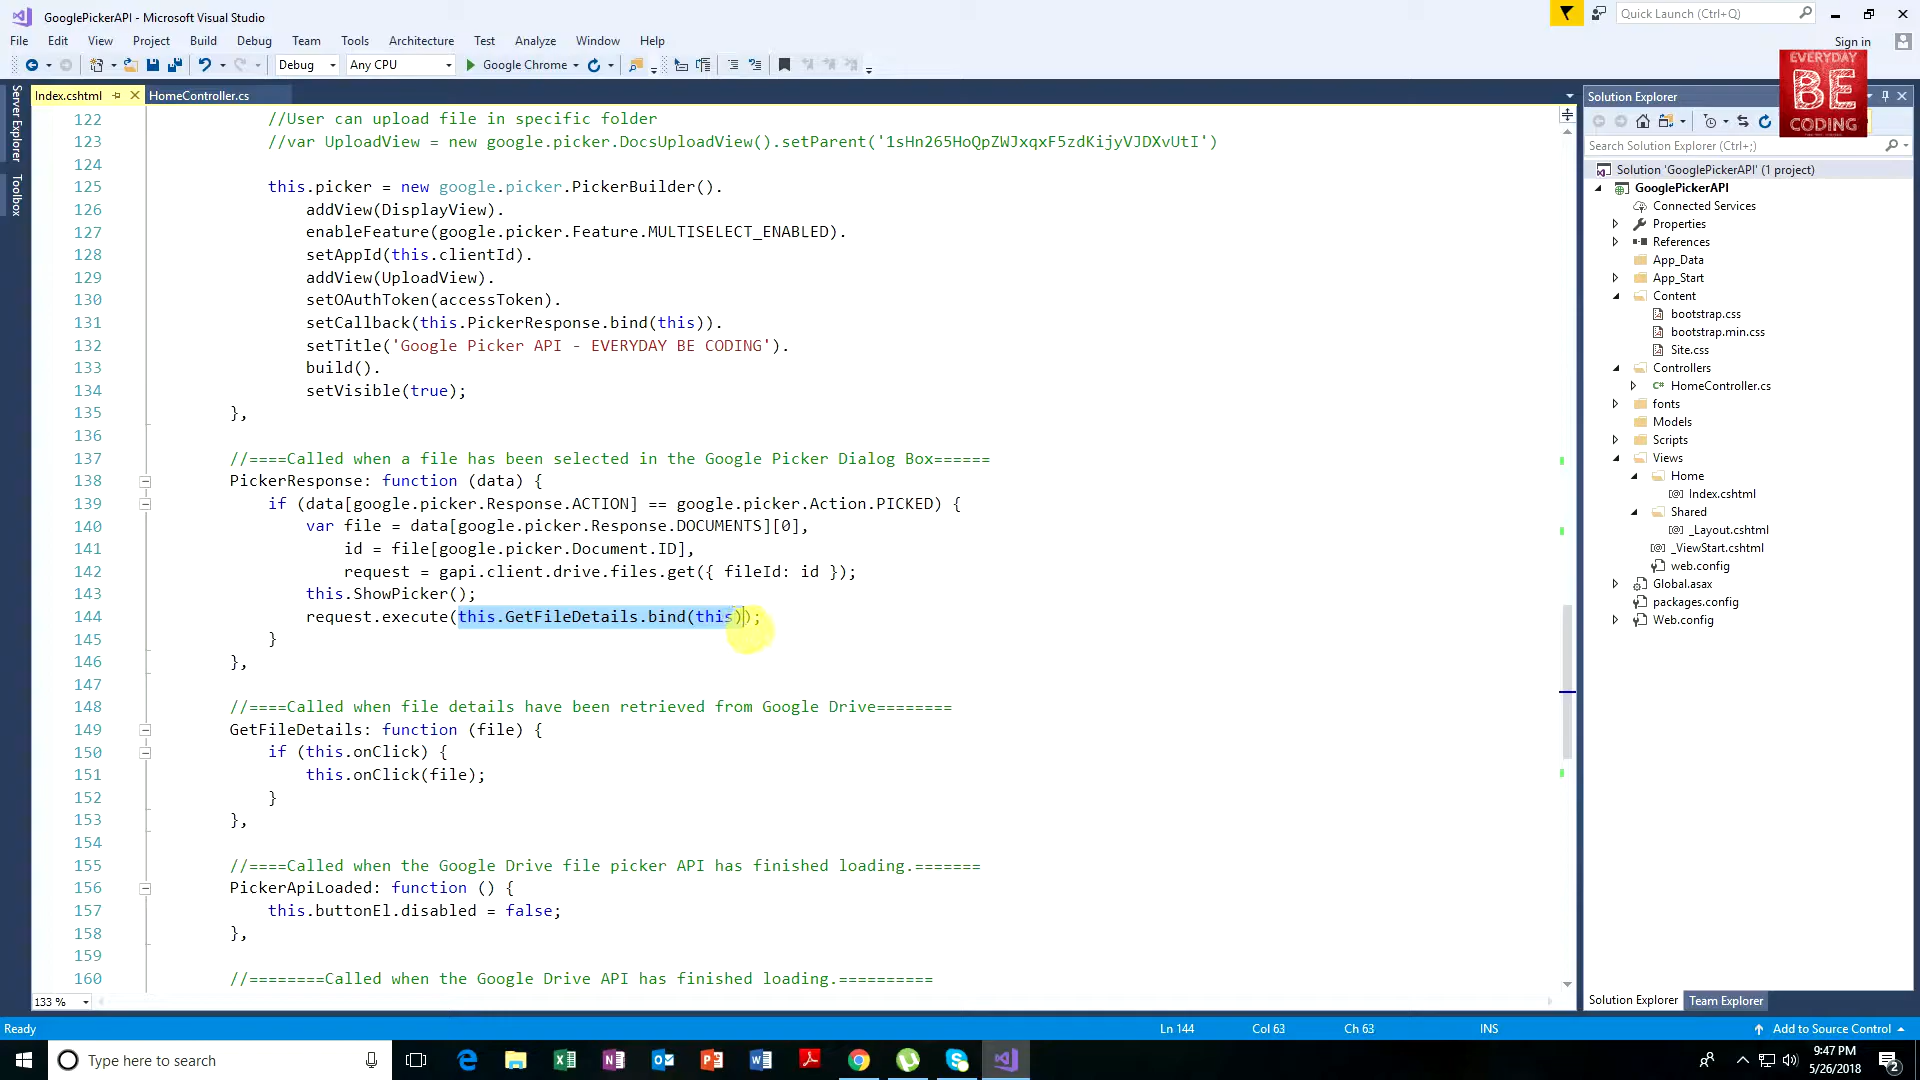 GooglePickerAPI - Microsoft Visual Studio
Quick Launch (Ctrl+Q)
File Edit View Project Build Debug Team Tools Architecture Test Analyze Window Help
Sign in
Debug Any CPU Google Chrome
EVERYDAY
BE
CODING
Index.cshtml HomeController.cs
Server Explorer
Toolbox
122 //User can upload file in specific folder
123 //var UploadView = new google.picker.DocsUploadView().setParent('1sHn265HoQpZWJxqxF5zdKijyVJDXvUtI')
124
125 this.picker = new google.picker.PickerBuilder().
126 addView(DisplayView).
127 enableFeature(google.picker.Feature.MULTISELECT_ENABLED).
128 setAppId(this.clientId).
129 addView(UploadView).
130 setOAuthToken(accessToken).
131 setCallback(this.PickerResponse.bind(this)).
132 setTitle('Google Picker API - EVERYDAY BE CODING').
133 build().
134 setVisible(true);
135 },
136
137 //====Called when a file has been selected in the Google Picker Dialog Box======
138 PickerResponse: function (data) {
139 if (data[google.picker.Response.ACTION] == google.picker.Action.PICKED) {
140 var file = data[google.picker.Response.DOCUMENTS][0],
141 id = file[google.picker.Document.ID],
142 request = gapi.client.drive.files.get({ fileId: id });
143 this.ShowPicker();
144 request.execute(this.GetFileDetails.bind(this));
145 }
146 },
147
148 //====Called when file details have been retrieved from Google Drive========
149 GetFileDetails: function (file) {
150 if (this.onClick) {
151 this.onClick(file);
152 }
153 },
154
155 //====Called when the Google Drive file picker API has finished loading.=======
156 PickerApiLoaded: function () {
157 this.buttonEl.disabled = false;
158 },
159
160 //========Called when the Google Drive API has finished loading.==========
133 %
Solution Explorer
Search Solution Explorer (Ctrl+;)
Solution 'GooglePickerAPI' (1 project)
GooglePickerAPI
Connected Services
Properties
References
App_Data
App_Start
Content
bootstrap.css
bootstrap.min.css
Site.css
Controllers
HomeController.cs
fonts
Models
Scripts
Views
Home
Index.cshtml
Shared
_Layout.cshtml
_ViewStart.cshtml
web.config
Global.asax
packages.config
Web.config
Solution Explorer Team Explorer
Ready Ln 144 Col 63 Ch 63 INS Add to Source Control
Type here to search
9:47 PM
5/26/2018
2